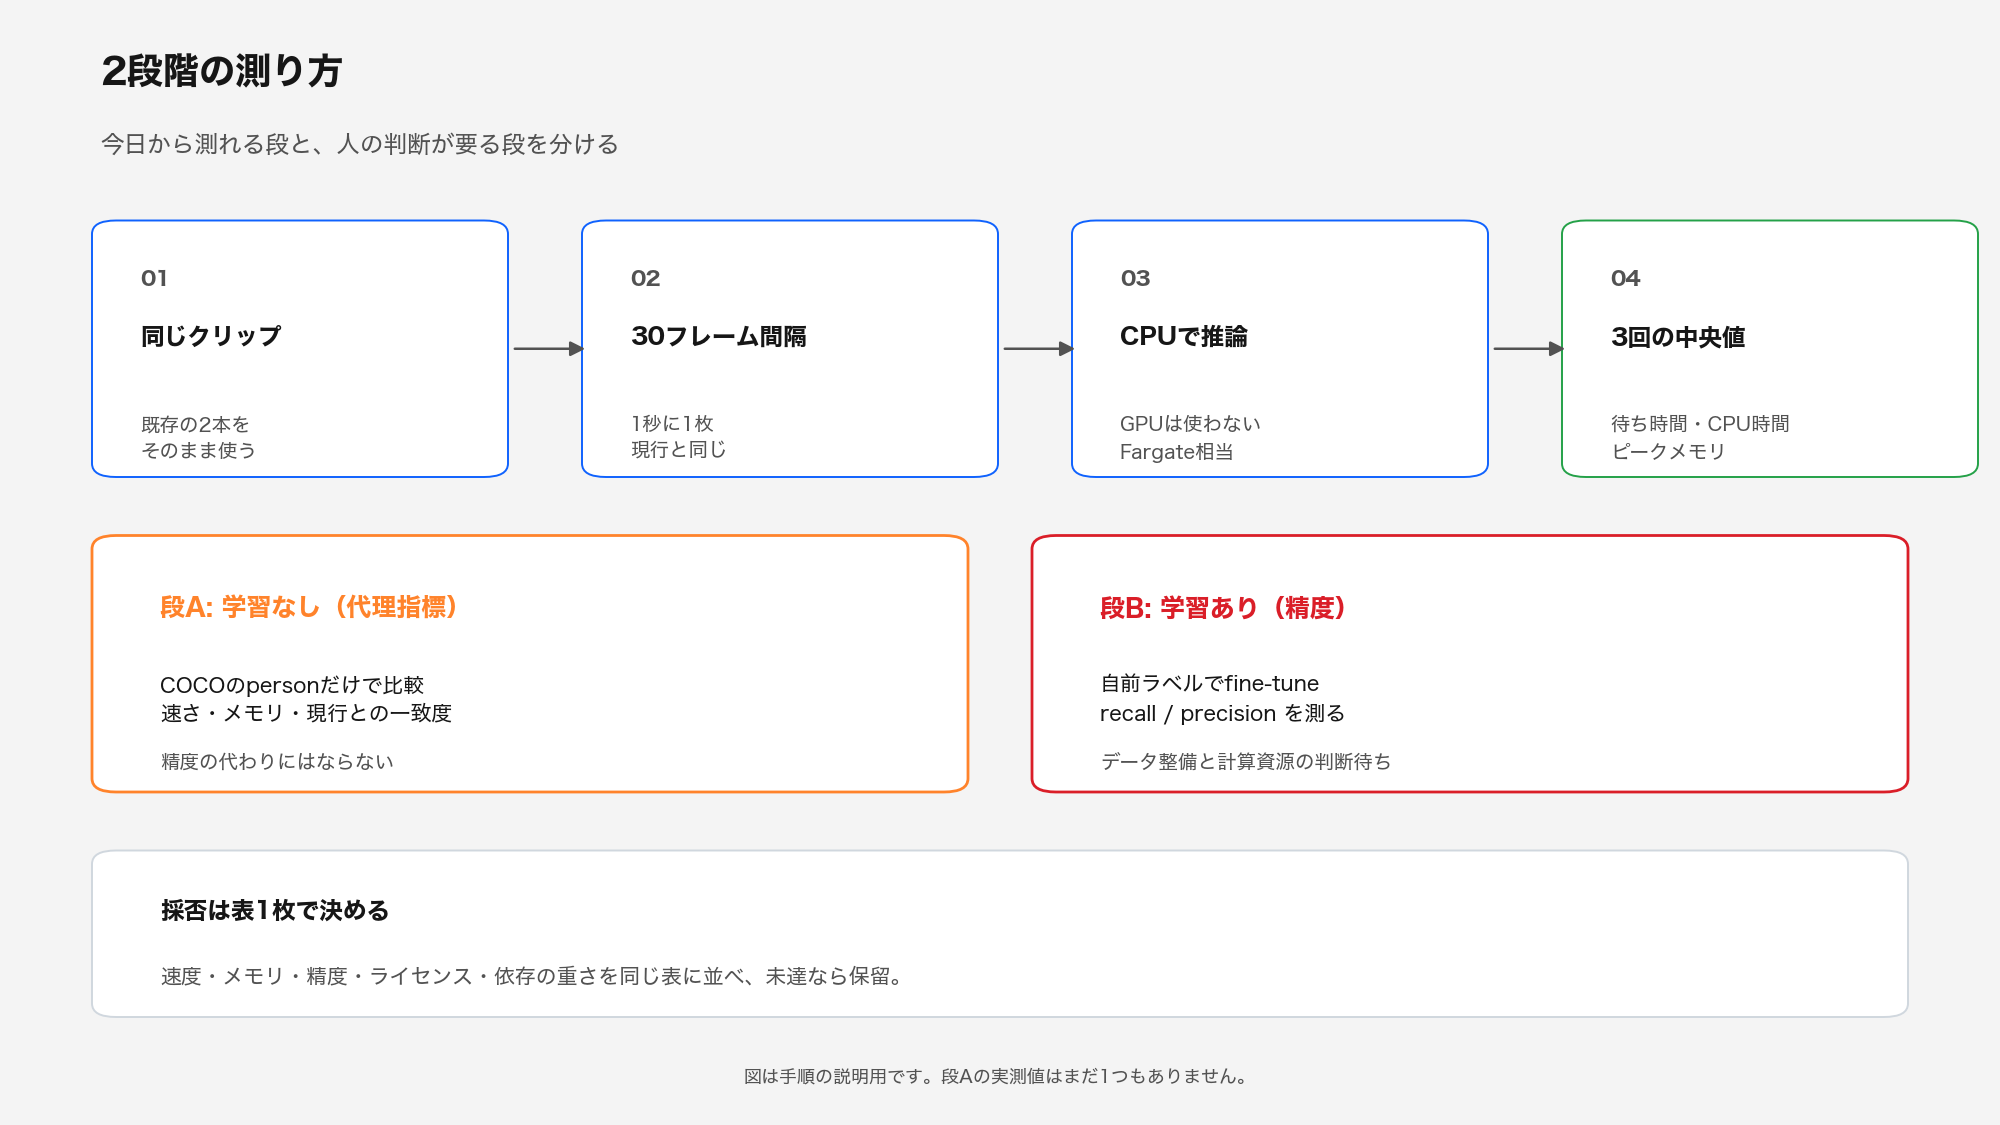 2段階の測り方
今日から測れる段と、人の判断が要る段を分ける
01
同じクリップ
既存の2本を
そのまま使う
02
30フレーム間隔
1秒に1枚
現行と同じ
03
CPUで推論
GPUは使わない
Fargate相当
04
3回の中央値
待ち時間・CPU時間
ピークメモリ
段A: 学習なし（代理指標）
COCOのpersonだけで比較
速さ・メモリ・現行との一致度
精度の代わりにはならない
段B: 学習あり（精度）
自前ラベルでfine-tune
recall / precision を測る
データ整備と計算資源の判断待ち
採否は表1枚で決める
速度・メモリ・精度・ライセンス・依存の重さを同じ表に並べ、未達なら保留。
図は手順の説明用です。段Aの実測値はまだ1つもありません。